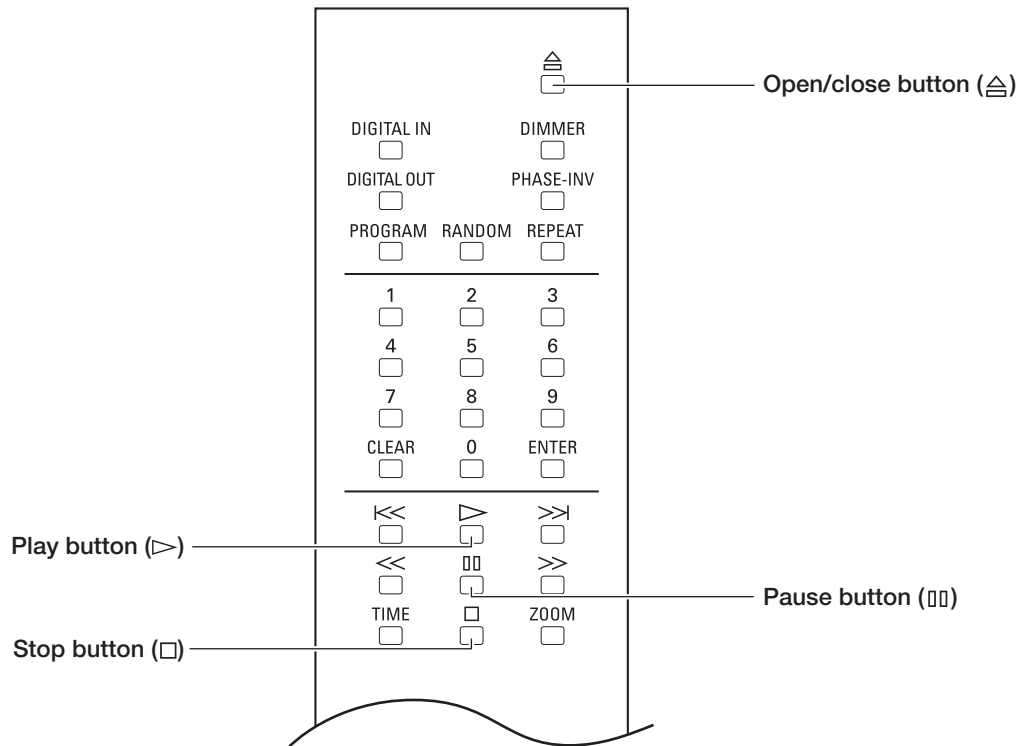 ⏏
Open/close button (⏏)
DIGITAL IN DIMMER
DIGITAL OUT PHASE-INV
PROGRAM RANDOM REPEAT
1 2 3
4 5 6
7 8 9
CLEAR 0 ENTER
|<< ▷ >>|
Play button (▷)
<< ▯▯ >>
Pause button (▯▯)
TIME □ ZOOM
Stop button (□)